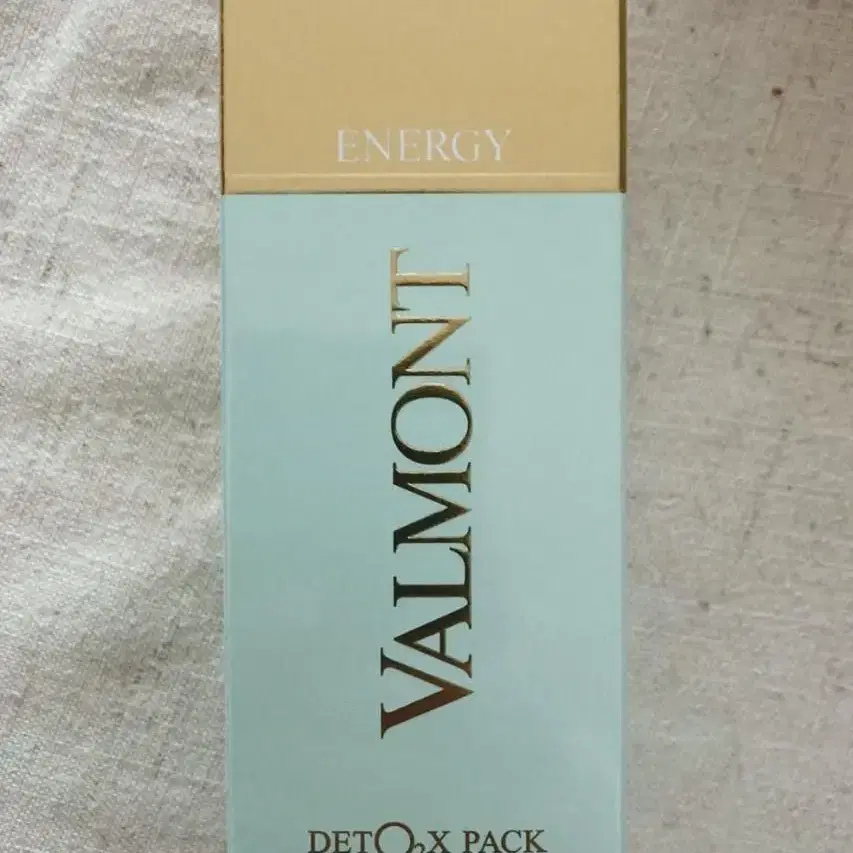 ENERGY
VALMONT
DETO₂X PACK